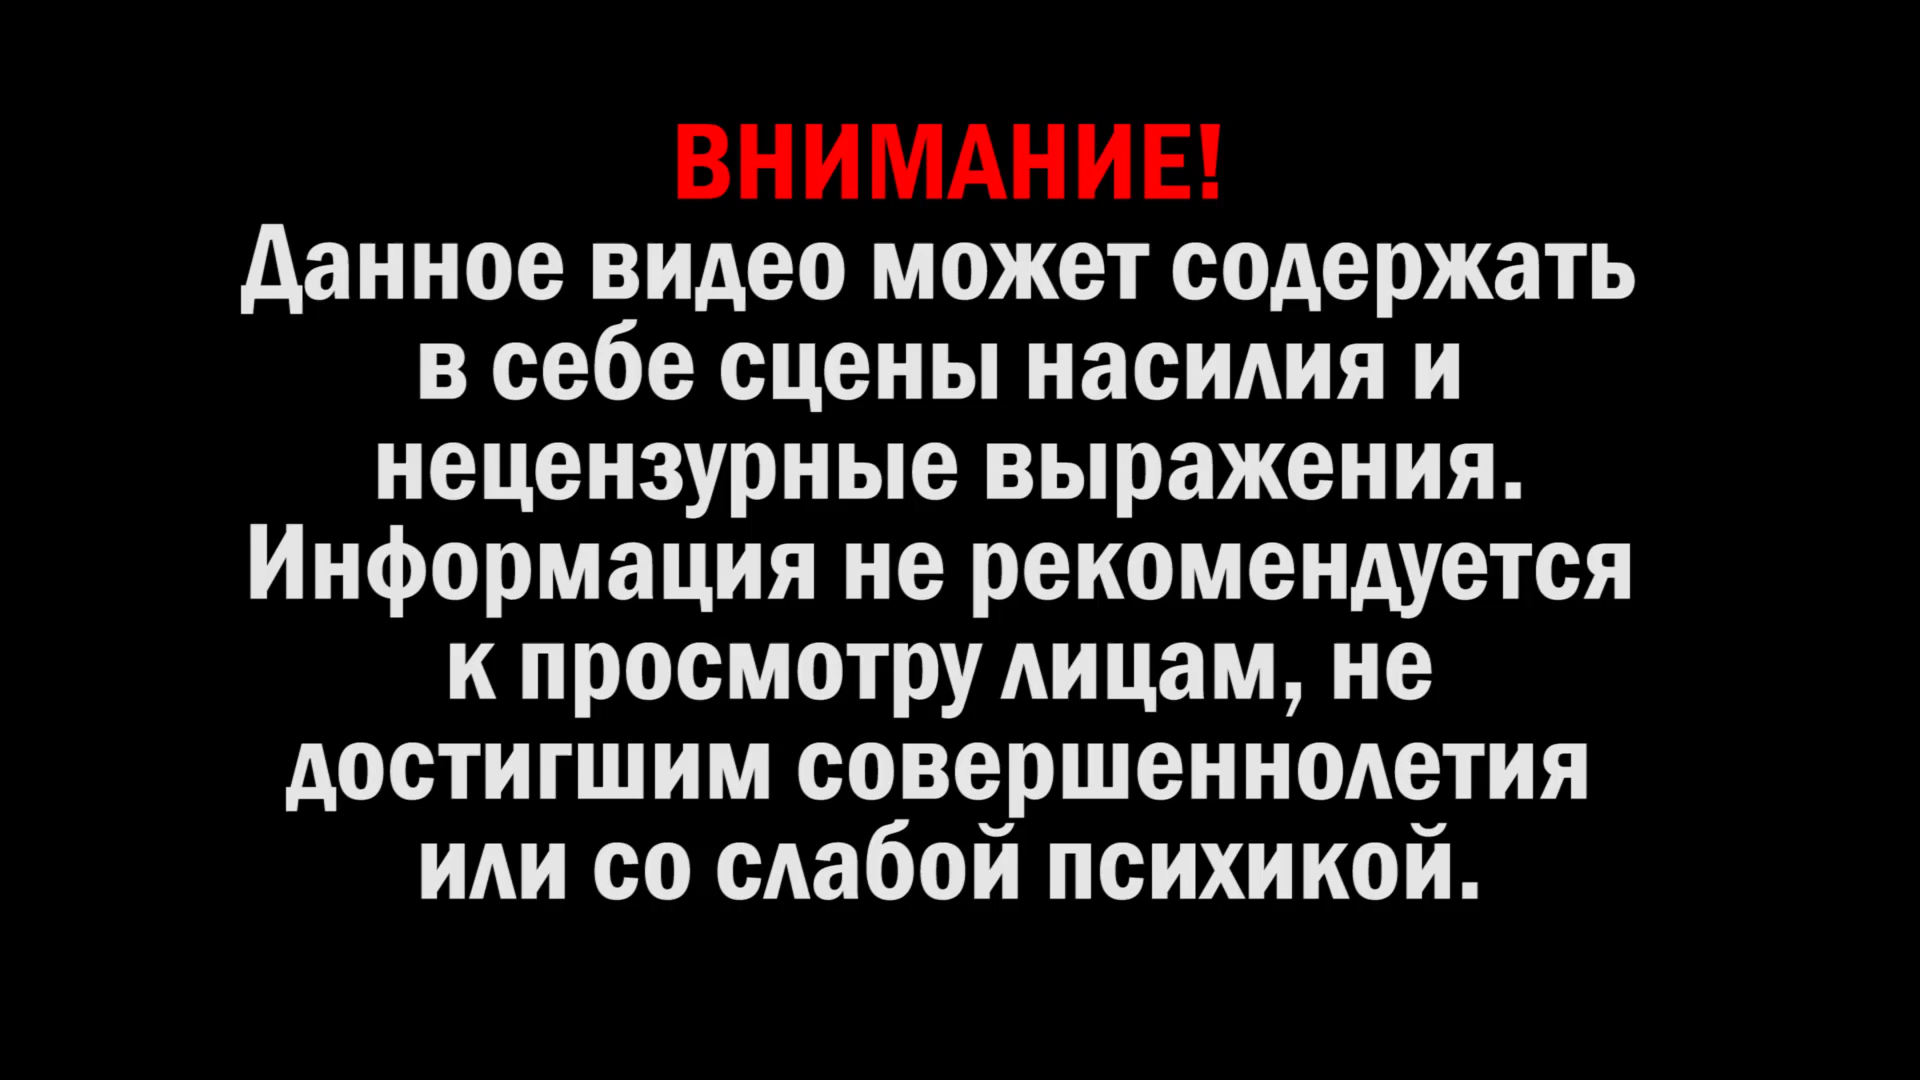 ВНИМАНИЕ!
Данное видео может содержать
в себе сцены насилия и
нецензурные выражения.
Информация не рекомендуется
к просмотру лицам, не
достигшим совершеннолетия
или со слабой психикой.